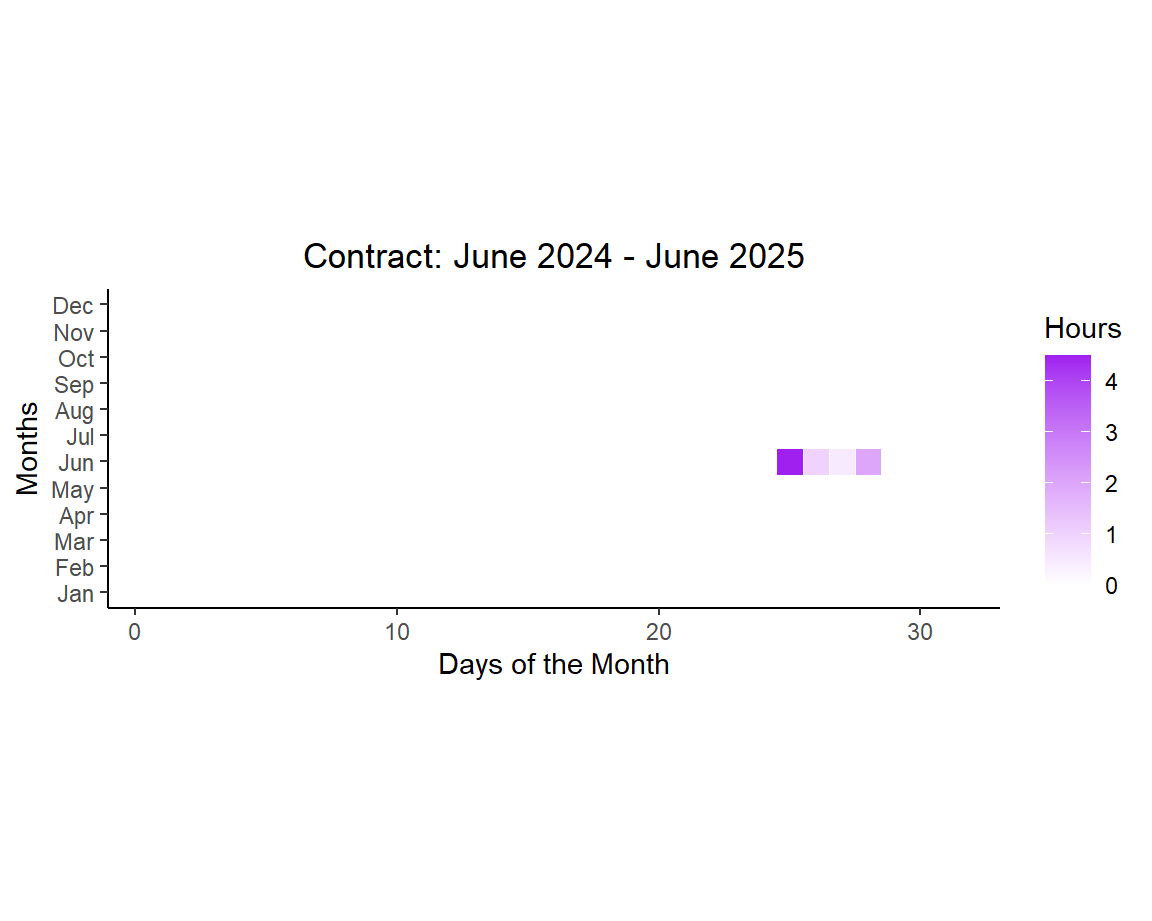 Contract: June 2024 - June 2025
Months
Dec
Nov
Oct
Sep
Aug
Jul
Jun
May
Apr
Mar
Feb
Jan
0 10 20 30
Days of the Month
Hours
4
3
2
1
0